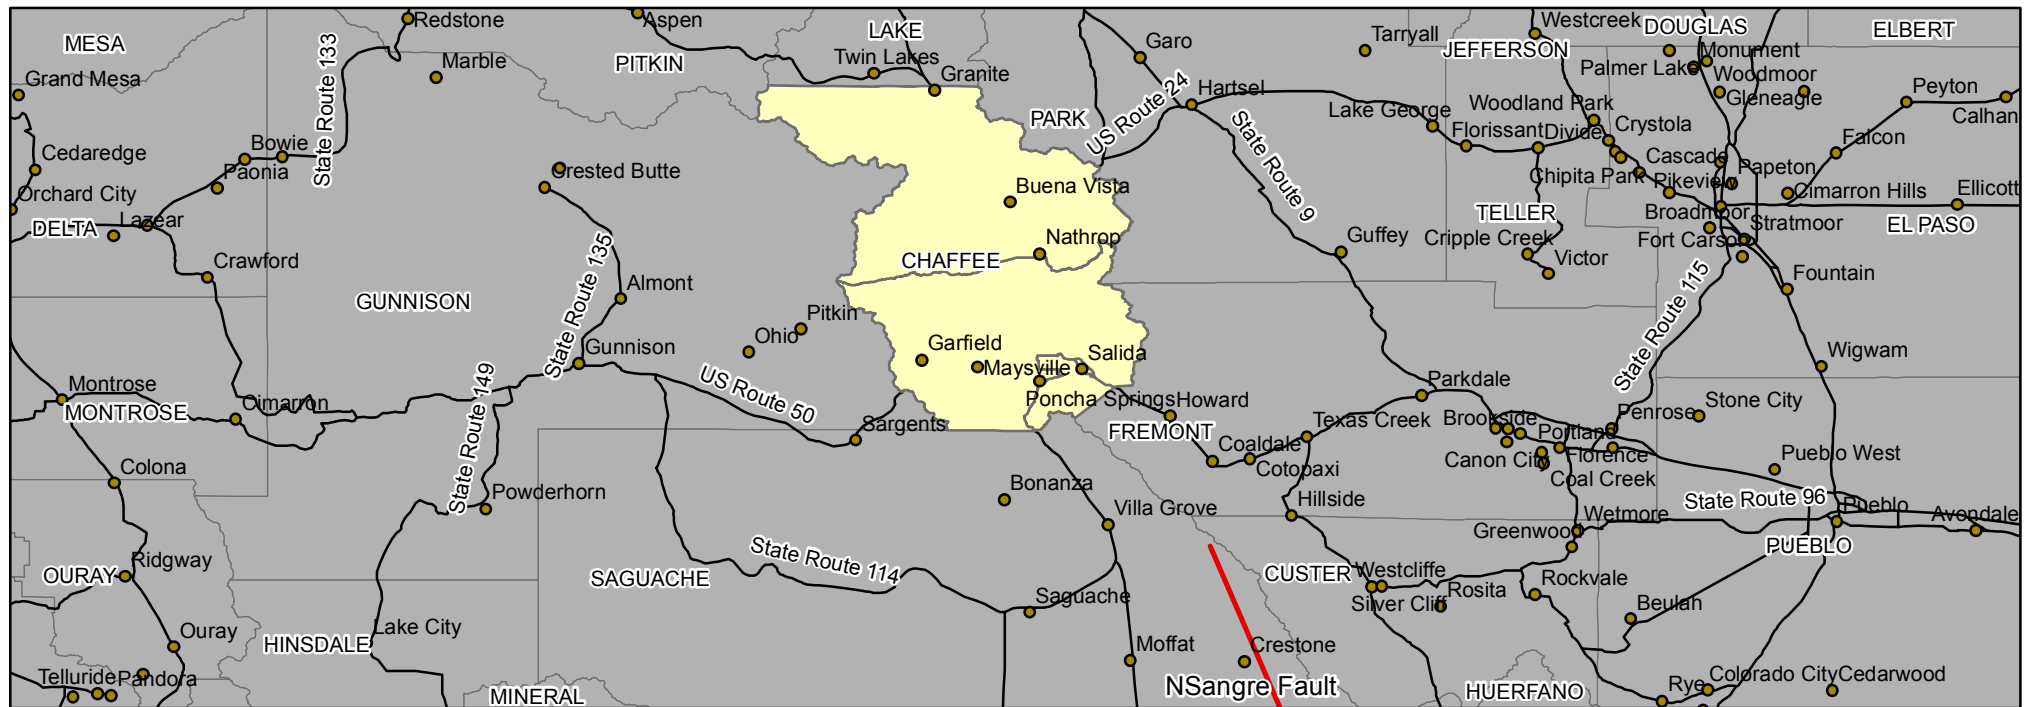 Redstone
Aspen
LAKE
Westcreek
DOUGLAS
ELBERT
MESA
State Route 133
Marble
PITKIN
Twin Lakes
Granite
Garo
Tarryall
JEFFERSON
Monument
Palmer Lake
Woodmoor
Gleneagle
Peyton
Calhan
Grand Mesa
PARK
US Route 24
Hartsel
State Route 9
Lake George
Woodland Park
Florissant
Divide
Crystola
Falcon
Cedaredge
Bowie
Paonia
Crested Butte
Cascade
Papeton
Chipita Park
Pikeview
Cimarron Hills
Ellicott
Orchard City
Buena Vista
Lazear
DELTA
TELLER
Broadmoor
Stratmoor
EL PASO
Nathrop
Guffey
Cripple Creek
Fort Carson
Victor
Crawford
CHAFFEE
State Route 135
Almont
Fountain
GUNNISON
Pitkin
State Route 115
Ohio
Gunnison
Garfield
Salida
Wigwam
Maysville
US Route 50
State Route 149
Montrose
MONTROSE
Cimarron
Poncha Springs
Howard
Parkdale
Sargents
FREMONT
Texas Creek
Brookside
Penrose
Stone City
Portland
Coaldale
Cotopaxi
Canon City
Florence
Coal Creek
Pueblo West
Colona
Powderhorn
Bonanza
Hillside
State Route 96
Villa Grove
Wetmore
Pueblo
Avondale
Greenwood
PUEBLO
State Route 114
Ridgway
OURAY
SAGUACHE
CUSTER
Westcliffe
Silver Cliff
Rosita
Rockvale
Saguache
Beulah
Ouray
HINSDALE
Lake City
Moffat
Crestone
Telluride
Pandora
NSangre Fault
MINERAL
HUERFANO
Rye
Colorado City
Cedarwood